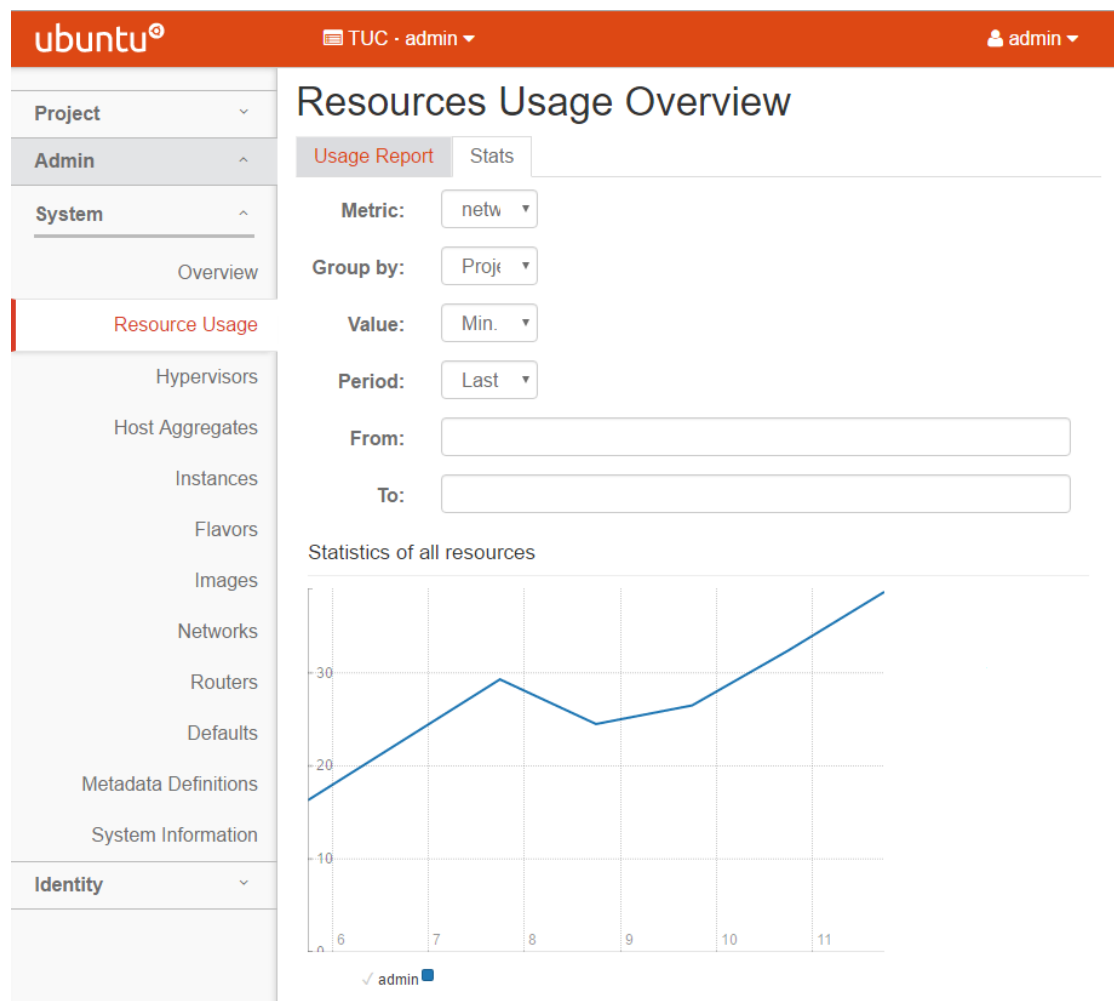 ubuntu
TUC · admin
admin
Project
Admin
System
Overview
Resource Usage
Hypervisors
Host Aggregates
Instances
Flavors
Images
Networks
Routers
Defaults
Metadata Definitions
System Information
Identity
Resources Usage Overview
Usage Report
Stats
Metric: netw
Group by: Proje
Value: Min.
Period: Last
From:
To:
Statistics of all resources
30
20
10
0
6 7 8 9 10 11
✓ admin